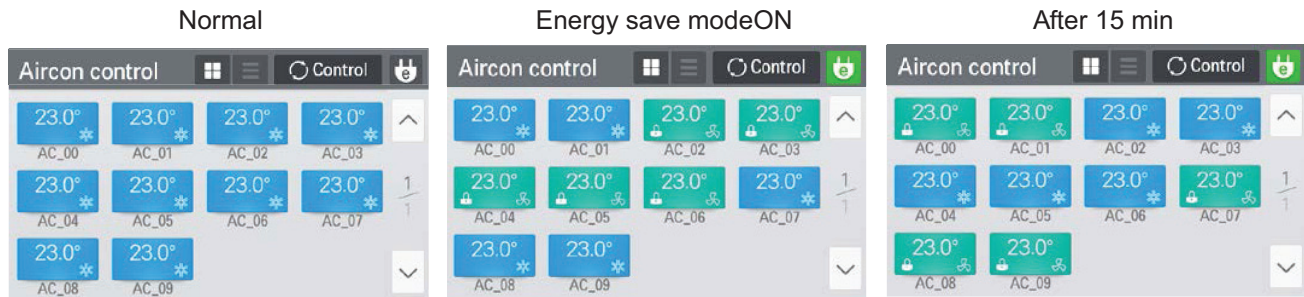 Normal
Energy save modeON
After 15 min
Aircon control
Control
e
23.0° 23.0° 23.0° 23.0°
AC_00 AC_01 AC_02 AC_03
23.0° 23.0° 23.0° 23.0°
AC_04 AC_05 AC_06 AC_07
23.0° 23.0°
AC_08 AC_09
1
1
Aircon control
Control
e
23.0° 23.0° 23.0° 23.0°
AC_00 AC_01 AC_02 AC_03
23.0° 23.0° 23.0° 23.0°
AC_04 AC_05 AC_06 AC_07
23.0° 23.0°
AC_08 AC_09
1
1
Aircon control
Control
e
23.0° 23.0° 23.0° 23.0°
AC_00 AC_01 AC_02 AC_03
23.0° 23.0° 23.0° 23.0°
AC_04 AC_05 AC_06 AC_07
23.0° 23.0°
AC_08 AC_09
1
1